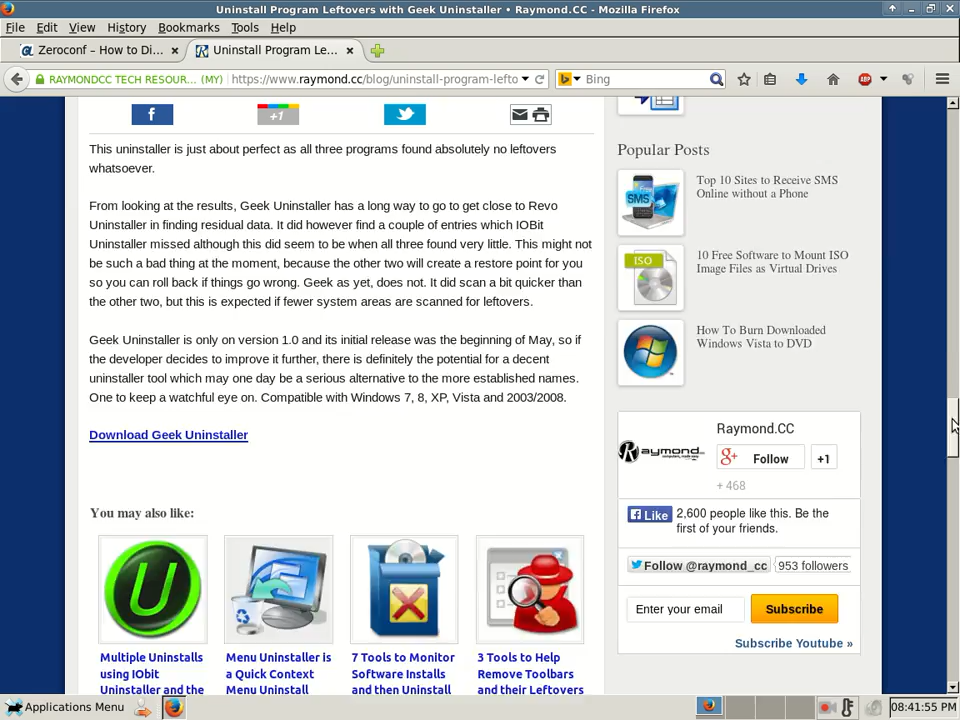 Uninstall Program Leftovers with Geek Uninstaller • Raymond.CC - Mozilla Firefox
File Edit View History Bookmarks Tools Help
Zeroconf – How to Di...
Uninstall Program Le...
RAYMONDCC TECH RESOUR... (MY)
https://www.raymond.cc/blog/uninstall-program-lefto
Bing
ABP
f +1
This uninstaller is just about perfect as all three programs found absolutely no leftovers
whatsoever.
From looking at the results, Geek Uninstaller has a long way to go to get close to Revo
Uninstaller in finding residual data. It did however find a couple of entries which IOBit
Uninstaller missed although this did seem to be when all three found very little. This might not
be such a bad thing at the moment, because the other two will create a restore point for you
so you can roll back if things go wrong. Geek as yet, does not. It did scan a bit quicker than
the other two, but this is expected if fewer system areas are scanned for leftovers.
Geek Uninstaller is only on version 1.0 and its initial release was the beginning of May, so if
the developer decides to improve it further, there is definitely the potential for a decent
uninstaller tool which may one day be a serious alternative to the more established names.
One to keep a watchful eye on. Compatible with Windows 7, 8, XP, Vista and 2003/2008.
Download Geek Uninstaller
You may also like:
Multiple Uninstalls
using IObit
Uninstaller and the
Menu Uninstaller is
a Quick Context
Menu Uninstall
7 Tools to Monitor
Software Installs
and then Uninstall
3 Tools to Help
Remove Toolbars
and their Leftovers
Popular Posts
SMS
Top 10 Sites to Receive SMS
Online without a Phone
ISO
10 Free Software to Mount ISO
Image Files as Virtual Drives
How To Burn Downloaded
Windows Vista to DVD
Raymond.CC
Raymond
g+ Follow +1
+ 468
Like 2,600 people like this. Be the
first of your friends.
Follow @raymond_cc 953 followers
Enter your email Subscribe
Subscribe Youtube »
Applications Menu
08:41:55 PM